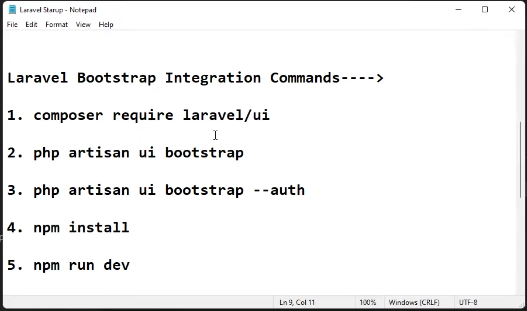 Laravel Starup - Notepad
File Edit Format View Help
Laravel Bootstrap Integration Commands---->
1. composer require laravel/ui
2. php artisan ui bootstrap
3. php artisan ui bootstrap --auth
4. npm install
5. npm run dev
Ln 9, Col 11 100% Windows (CRLF) UTF-8